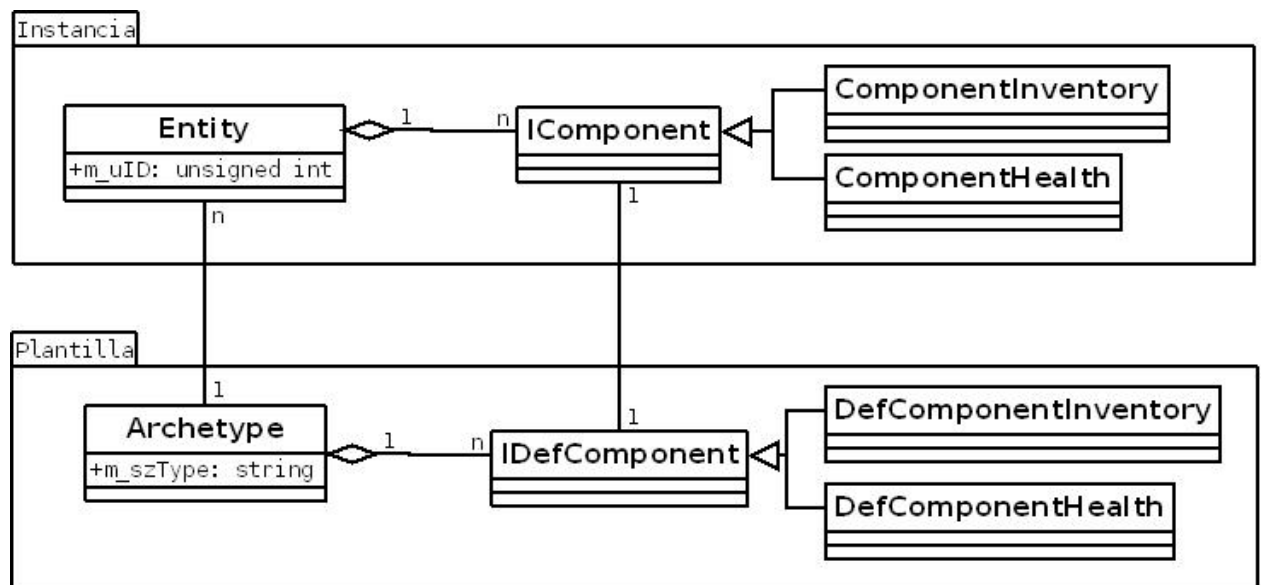 Instancia
Entity
+m_uID: unsigned int
1
n
IComponent
ComponentInventory
ComponentHealth
n
1
Plantilla
1
1
Archetype
+m_szType: string
1
n
IDefComponent
DefComponentInventory
DefComponentHealth